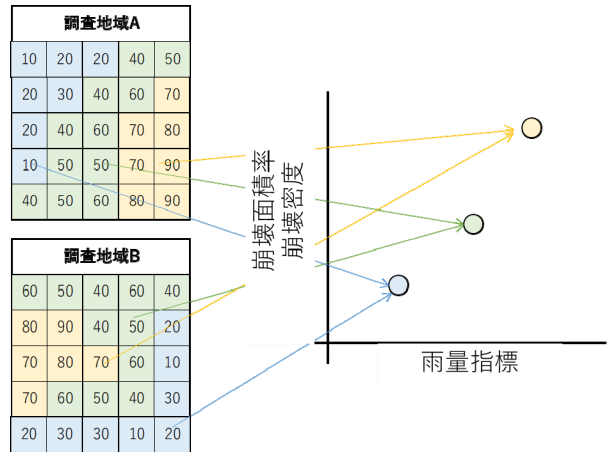 調査地域A
10 20 20 40 50
20 30 40 60 70
20 40 60 70 80
10 50 50 70 90
40 50 60 80 90
調査地域B
60 50 40 60 40
80 90 40 50 20
70 80 70 60 10
70 60 50 40 30
20 30 30 10 20
崩壊面積率
崩壊密度
雨量指標